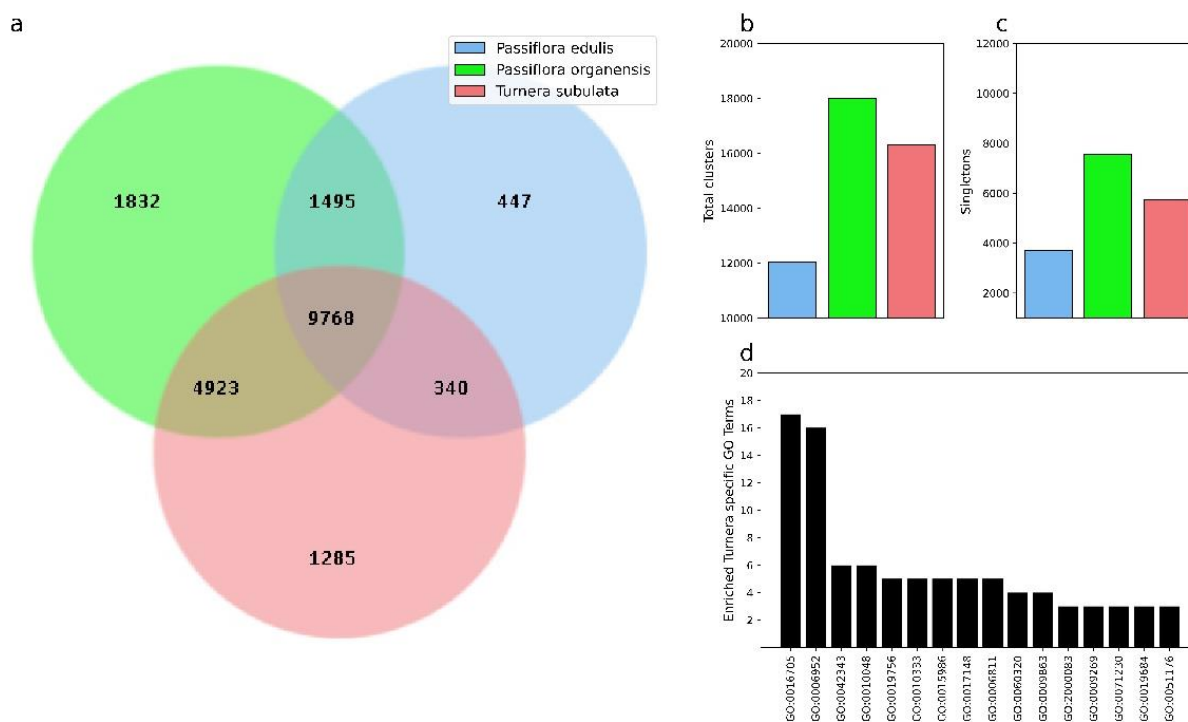 a
Passiflora edulis
Passiflora organensis
Turnera subulata
1832
1495
447
9768
4923
340
1285
b
Total clusters
20000
18000
16000
14000
12000
10000
c
Singletons
12000
10000
8000
6000
4000
2000
d
Enriched Turnera specific GO Terms
20
18
16
14
12
10
8
6
4
2
GO:0016705
GO:0006952
GO:0042343
GO:0010048
GO:0019756
GO:0010333
GO:0015986
GO:0017148
GO:0006811
GO:0060320
GO:0009863
GO:2000083
GO:0009269
GO:0071230
GO:0019684
GO:0051176